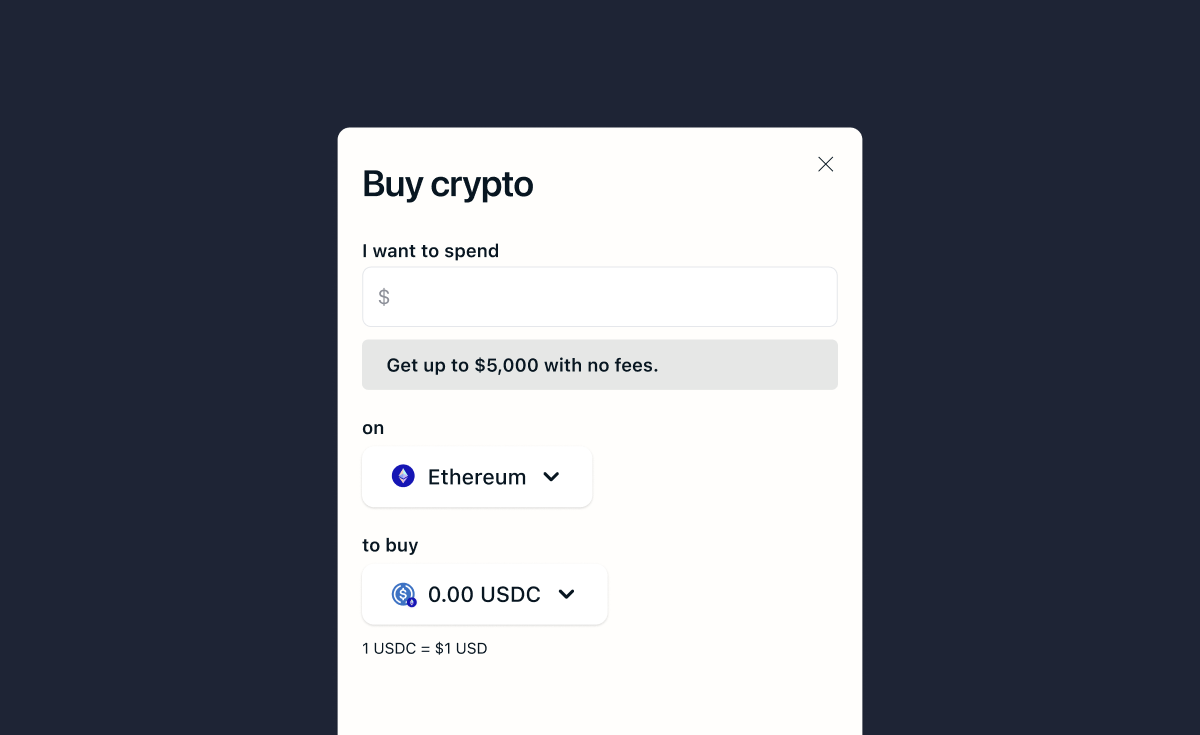 Buy crypto
I want to spend
$
Get up to $5,000 with no fees.
on
Ethereum
to buy
0.00 USDC
1 USDC = $1 USD